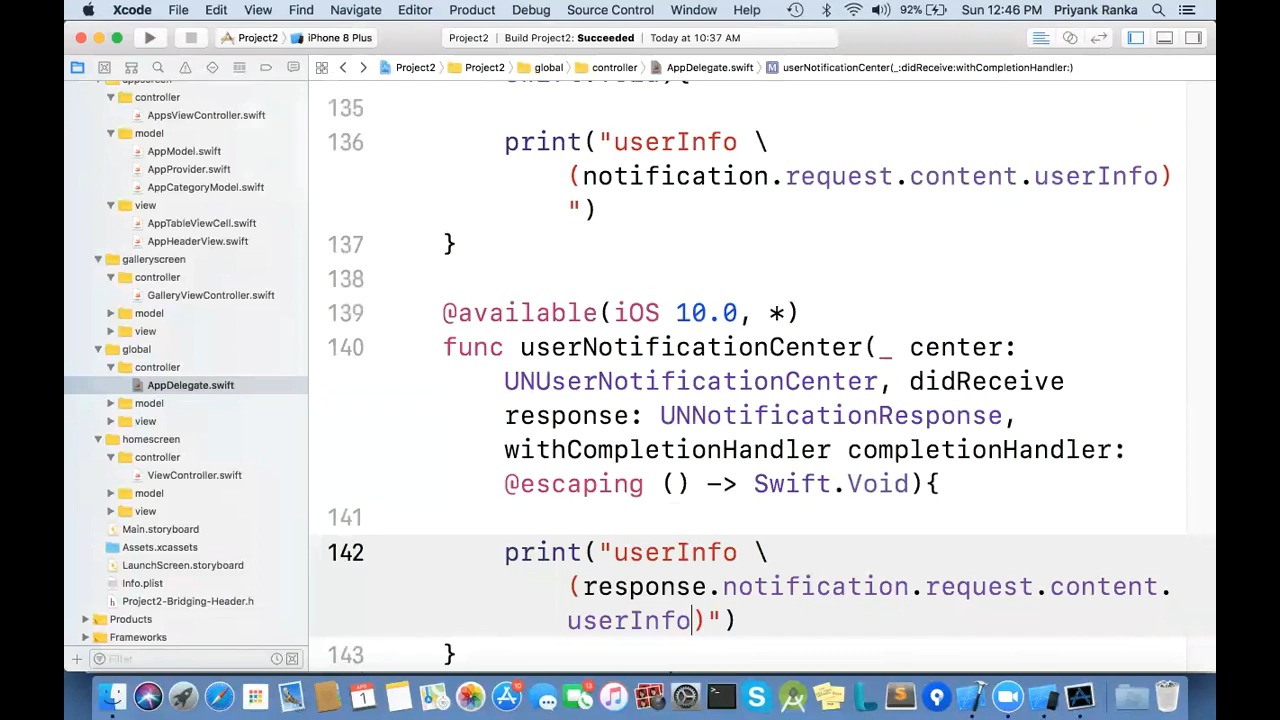 Xcode File Edit View Find Navigate Editor Product Debug Source Control Window Help 92% Sun 12:46 PM Priyank Ranka
Project2 iPhone 8 Plus Project2 Build Project2: Succeeded Today at 10:37 AM
Project2 Project2 global controller AppDelegate.swift M userNotificationCenter(_:didReceive:withCompletionHandler:)
controller
AppsViewController.swift
model
AppModel.swift
AppProvider.swift
AppCategoryModel.swift
view
AppTableViewCell.swift
AppHeaderView.swift
galleryscreen
controller
GalleryViewController.swift
model
view
global
controller
AppDelegate.swift
model
view
homescreen
controller
ViewController.swift
model
view
Main.storyboard
Assets.xcassets
LaunchScreen.storyboard
Info.plist
Project2-Bridging-Header.h
Products
Frameworks
Filter
135
136 print("userInfo \
(notification.request.content.userInfo)
")
137 }
138
139 @available(iOS 10.0, *)
140 func userNotificationCenter(_ center:
UNUserNotificationCenter, didReceive
response: UNNotificationResponse,
withCompletionHandler completionHandler:
@escaping () -> Swift.Void){
141
142 print("userInfo \
(response.notification.request.content.
userInfo)")
143 }